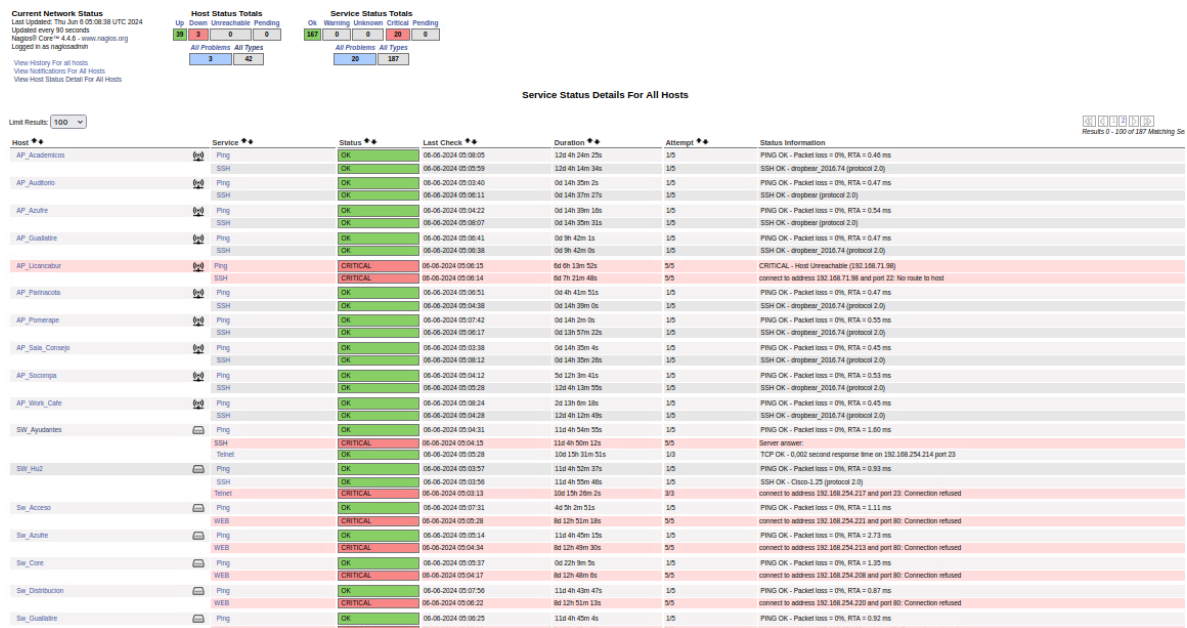 Current Network Status
Last Updated: Thu Jun 6 05:08:38 UTC 2024
Updated every 90 seconds
Nagios® Core™ 4.4.6 - www.nagios.org
Logged in as nagiosadmin
View History For all hosts
View Notifications For All Hosts
View Host Status Detail For All Hosts
Host Status Totals
Up Down Unreachable Pending
39 3 0 0
All Problems All Types
3 42
Service Status Totals
Ok Warning Unknown Critical Pending
167 0 0 20 0
All Problems All Types
20 187
Service Status Details For All Hosts
Limit Results: 100
1 2
Results 0 - 100 of 187 Matching Se
Host Service Status Last Check Duration Attempt Status Information
AP_Academicos Ping OK 06-06-2024 05:08:05 12d 4h 24m 25s 1/5 PING OK - Packet loss = 0%, RTA = 0.46 ms
SSH OK 06-06-2024 05:05:59 12d 4h 14m 34s 1/5 SSH OK - dropbear_2016.74 (protocol 2.0)
AP_Auditorio Ping OK 06-06-2024 05:03:40 0d 14h 35m 2s 1/5 PING OK - Packet loss = 0%, RTA = 0.47 ms
SSH OK 06-06-2024 05:06:11 0d 14h 37m 27s 1/5 SSH OK - dropbear (protocol 2.0)
AP_Azufre Ping OK 06-06-2024 05:04:22 0d 14h 39m 16s 1/5 PING OK - Packet loss = 0%, RTA = 0.54 ms
SSH OK 06-06-2024 05:08:07 0d 14h 35m 31s 1/5 SSH OK - dropbear (protocol 2.0)
AP_Guallatire Ping OK 06-06-2024 05:06:41 0d 9h 42m 1s 1/5 PING OK - Packet loss = 0%, RTA = 0.47 ms
SSH OK 06-06-2024 05:06:38 0d 9h 42m 0s 1/5 SSH OK - dropbear_2016.74 (protocol 2.0)
AP_Licancabur Ping CRITICAL 06-06-2024 05:06:15 6d 6h 13m 52s 5/5 CRITICAL - Host Unreachable (192.168.71.98)
SSH CRITICAL 06-06-2024 05:06:14 6d 7h 21m 48s 5/5 connect to address 192.168.71.98 and port 22: No route to host
AP_Parinacota Ping OK 06-06-2024 05:06:51 0d 4h 41m 51s 1/5 PING OK - Packet loss = 0%, RTA = 0.47 ms
SSH OK 06-06-2024 05:04:38 0d 14h 39m 0s 1/5 SSH OK - dropbear_2016.74 (protocol 2.0)
AP_Pomerape Ping OK 06-06-2024 05:07:42 0d 14h 2m 0s 1/5 PING OK - Packet loss = 0%, RTA = 0.55 ms
SSH OK 06-06-2024 05:06:17 0d 13h 57m 22s 1/5 SSH OK - dropbear_2016.74 (protocol 2.0)
AP_Sala_Consejo Ping OK 06-06-2024 05:03:38 0d 14h 35m 4s 1/5 PING OK - Packet loss = 0%, RTA = 0.45 ms
SSH OK 06-06-2024 05:08:12 0d 14h 35m 26s 1/5 SSH OK - dropbear_2016.74 (protocol 2.0)
AP_Socompa Ping OK 06-06-2024 05:04:12 5d 12h 3m 41s 1/5 PING OK - Packet loss = 0%, RTA = 0.53 ms
SSH OK 06-06-2024 05:05:28 12d 4h 13m 55s 1/5 SSH OK - dropbear_2016.74 (protocol 2.0)
AP_Work_Cafe Ping OK 06-06-2024 05:08:24 2d 13h 6m 18s 1/5 PING OK - Packet loss = 0%, RTA = 0.45 ms
SSH OK 06-06-2024 05:04:28 12d 4h 12m 49s 1/5 SSH OK - dropbear_2016.74 (protocol 2.0)
SW_Ayudantes Ping OK 06-06-2024 05:04:31 11d 4h 54m 55s 1/5 PING OK - Packet loss = 0%, RTA = 1.60 ms
SSH CRITICAL 06-06-2024 05:04:15 11d 4h 50m 12s 5/5 Server answer:
Telnet OK 06-06-2024 05:05:28 10d 15h 31m 51s 1/3 TCP OK - 0,002 second response time on 192.168.254.214 port 23
SW_Hu2 Ping OK 06-06-2024 05:03:57 11d 4h 52m 37s 1/5 PING OK - Packet loss = 0%, RTA = 0.93 ms
SSH OK 06-06-2024 05:03:56 11d 4h 55m 46s 1/5 SSH OK - Cisco-1.25 (protocol 2.0)
Telnet CRITICAL 06-06-2024 05:03:13 10d 15h 26m 2s 3/3 connect to address 192.168.254.217 and port 23: Connection refused
Sw_Acceso Ping OK 06-06-2024 05:07:31 4d 5h 2m 51s 1/5 PING OK - Packet loss = 0%, RTA = 1.11 ms
WEB CRITICAL 06-06-2024 05:05:28 8d 12h 51m 18s 5/5 connect to address 192.168.254.221 and port 80: Connection refused
Sw_Azufre Ping OK 06-06-2024 05:05:14 11d 4h 45m 15s 1/5 PING OK - Packet loss = 0%, RTA = 2.73 ms
WEB CRITICAL 06-06-2024 05:04:34 8d 12h 49m 30s 5/5 connect to address 192.168.254.213 and port 80: Connection refused
Sw_Core Ping OK 06-06-2024 05:05:37 0d 22h 9m 5s 1/5 PING OK - Packet loss = 0%, RTA = 1.35 ms
WEB CRITICAL 06-06-2024 05:04:17 8d 12h 48m 6s 5/5 connect to address 192.168.254.208 and port 80: Connection refused
Sw_Distribucion Ping OK 06-06-2024 05:07:56 11d 4h 43m 47s 1/5 PING OK - Packet loss = 0%, RTA = 0.87 ms
WEB CRITICAL 06-06-2024 05:06:22 8d 12h 51m 13s 5/5 connect to address 192.168.254.220 and port 80: Connection refused
Sw_Guallatire Ping OK 06-06-2024 05:06:25 11d 4h 45m 4s 1/5 PING OK - Packet loss = 0%, RTA = 0.92 ms